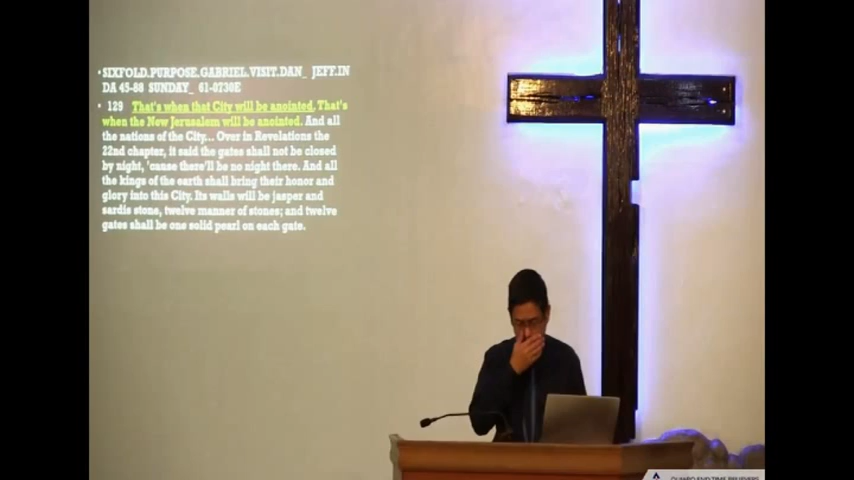 • SIXFOLD.PURPOSE.GABRIEL.VISIT.DAN_ JEFF.IN
DA 45-88 SUNDAY_ 61-0730E
• 129 That's when that City will be anointed. That's
when the New Jerusalem will be anointed. And all
the nations of the City... Over in Revelations the
22nd chapter, it said the gates shall not be closed
by night, 'cause there'll be no night there. And all
the kings of the earth shall bring their honor and
glory into this City. Its walls will be jasper and
sardis stone, twelve manner of stones; and twelve
gates shall be one solid pearl on each gate.
END TIME